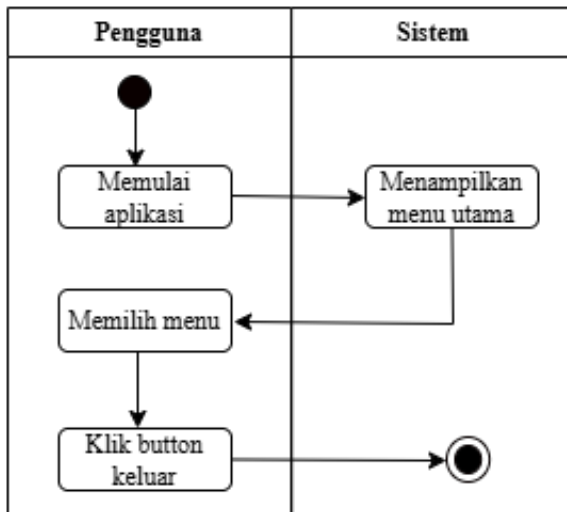 Pengguna
Sistem
Memulai
aplikasi
Menampilkan
menu utama
Memilih menu
Klik button
keluar